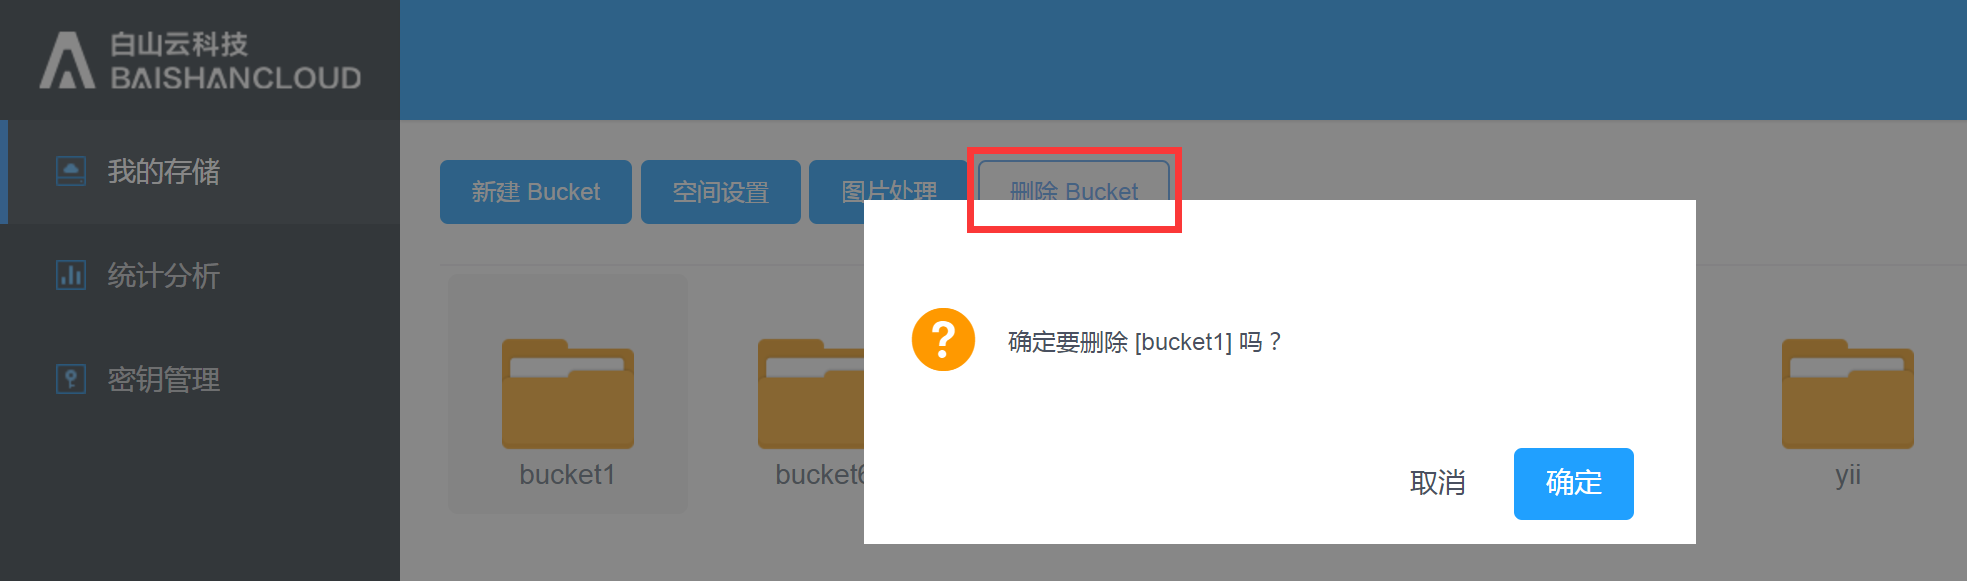 白山云科技
BAISHANCLOUD
我的存储
统计分析
密钥管理
新建 Bucket
空间设置
图片处理
删除 Bucket
确定要删除 [bucket1] 吗？
取消
确定
bucket1
bucket6
yii